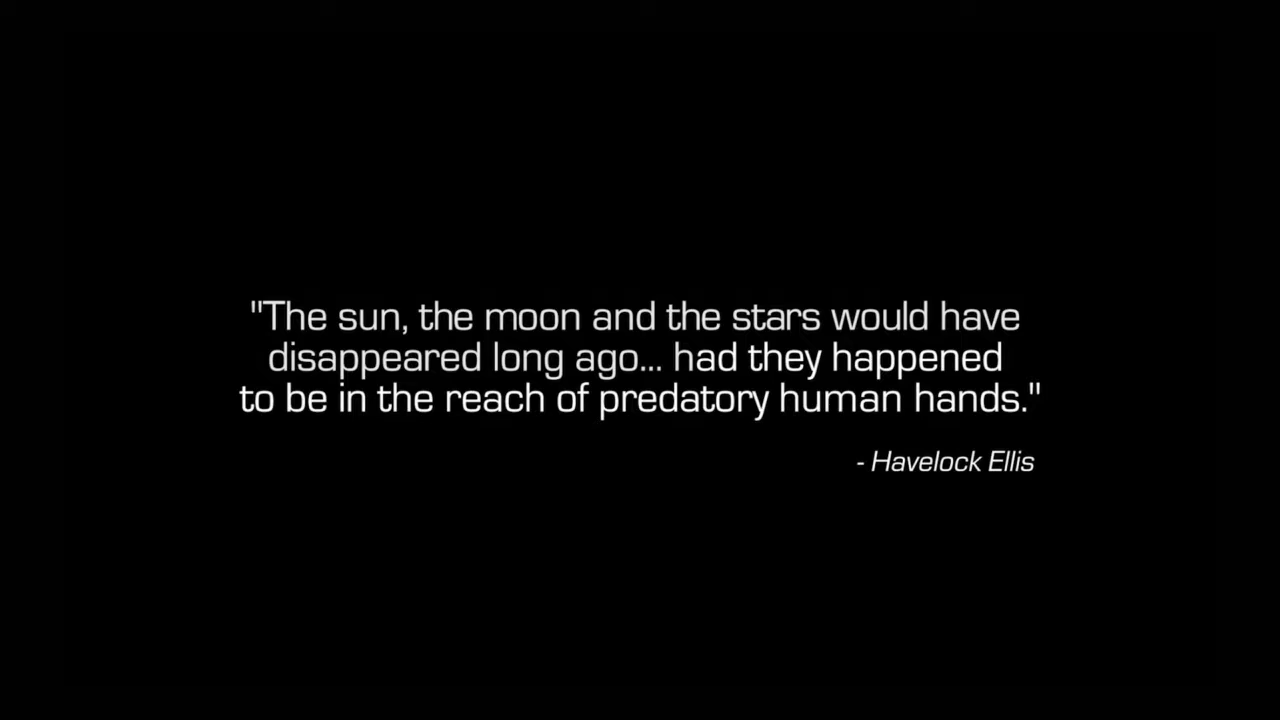 "The sun, the moon and the stars would have
disappeared long ago... had they happened
to be in the reach of predatory human hands."
- Havelock Ellis